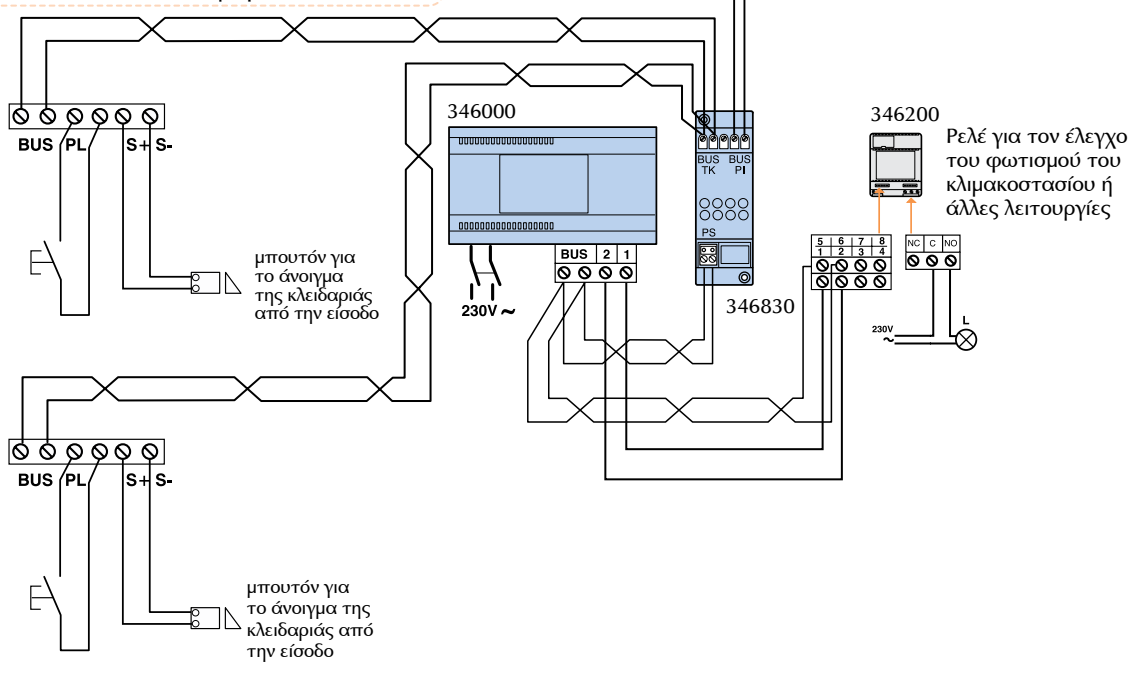 346000
346200
Ρελέ για τον έλεγχο
του φωτισμού του
κλιμακοστασίου ή
άλλες λειτουργίες
BUS PL S+ S-
BUS BUS
TK PI
PS
346830
μπουτόν για
το άνοιγμα
της κλειδαριάς
από την είσοδο
BUS 2 1
230V ~
5 6 7 8
1 2 3 4
NC C NO
230V
~
L
BUS PL S+ S-
μπουτόν για
το άνοιγμα της
κλειδαριάς από
την είσοδο